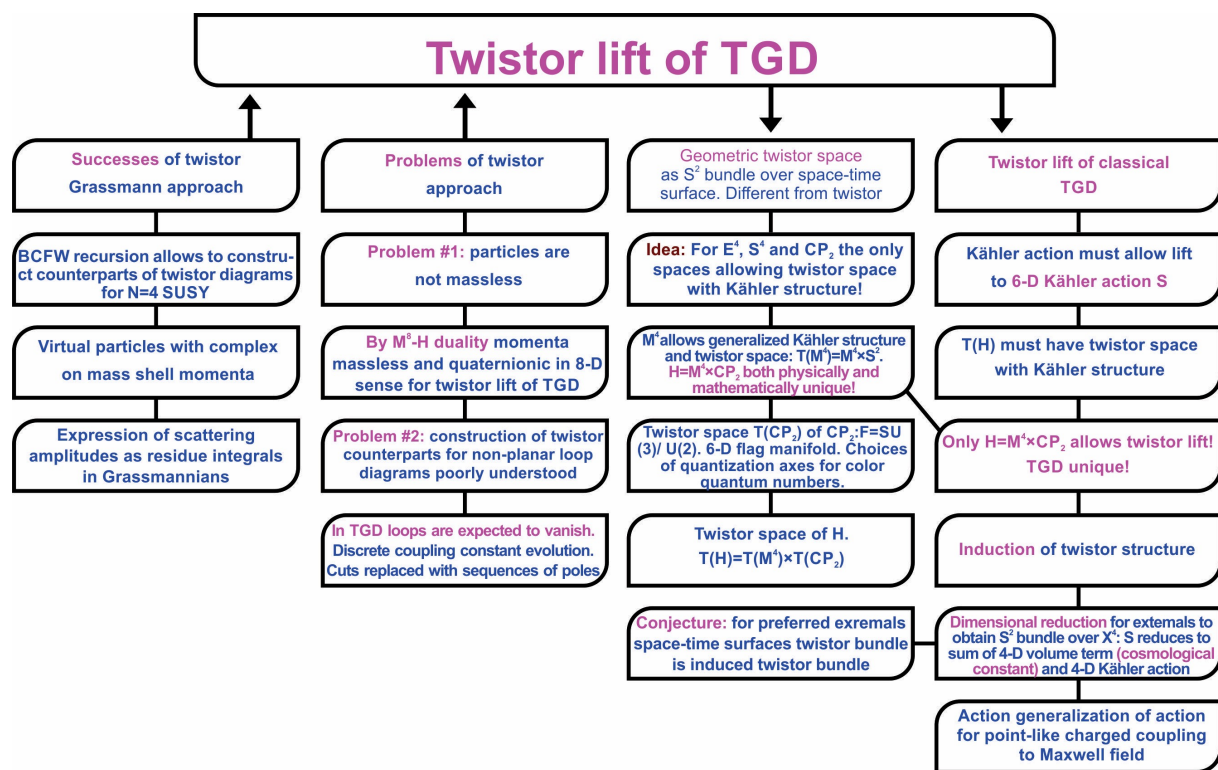 Twistor lift of TGD
Successes of twistor
Grassmann approach
BCFW recursion allows to constru-
ct counterparts of twistor diagrams
for N=4 SUSY
Virtual particles with complex
on mass shell momenta
Expression of scattering
amplitudes as residue integrals
in Grassmannians
Problems of twistor
approach
Problem #1: particles are
not massless
By M⁸-H duality momenta
massless and quaternionic in 8-D
sense for twistor lift of TGD
Problem #2: construction of twistor
counterparts for non-planar loop
diagrams poorly understood
In TGD loops are expected to vanish.
Discrete coupling constant evolution.
Cuts replaced with sequences of poles
Geometric twistor space
as S² bundle over space-time
surface. Different from twistor
Idea: For E⁴, S⁴ and CP₂ the only
spaces allowing twistor space
with Kähler structure!
M⁴ allows generalized Kähler structure
and twistor space: T(M⁴)=M⁴×S².
H=M⁴×CP₂ both physically and
mathematically unique!
Twistor space T(CP₂) of CP₂:F=SU
(3)/ U(2). 6-D flag manifold. Choices
of quantization axes for color
quantum numbers.
Twistor space of H.
T(H)=T(M⁴)×T(CP₂)
Conjecture: for preferred exremals
space-time surfaces twistor bundle
is induced twistor bundle
Twistor lift of classical
TGD
Kähler action must allow lift
to 6-D Kähler action S
T(H) must have twistor space
with Kähler structure
Only H=M⁴×CP₂ allows twistor lift!
TGD unique!
Induction of twistor structure
Dimensional reduction for extemals to
obtain S² bundle over X⁴: S reduces to
sum of 4-D volume term (cosmological
constant) and 4-D Kähler action
Action generalization of action
for point-like charged coupling
to Maxwell field